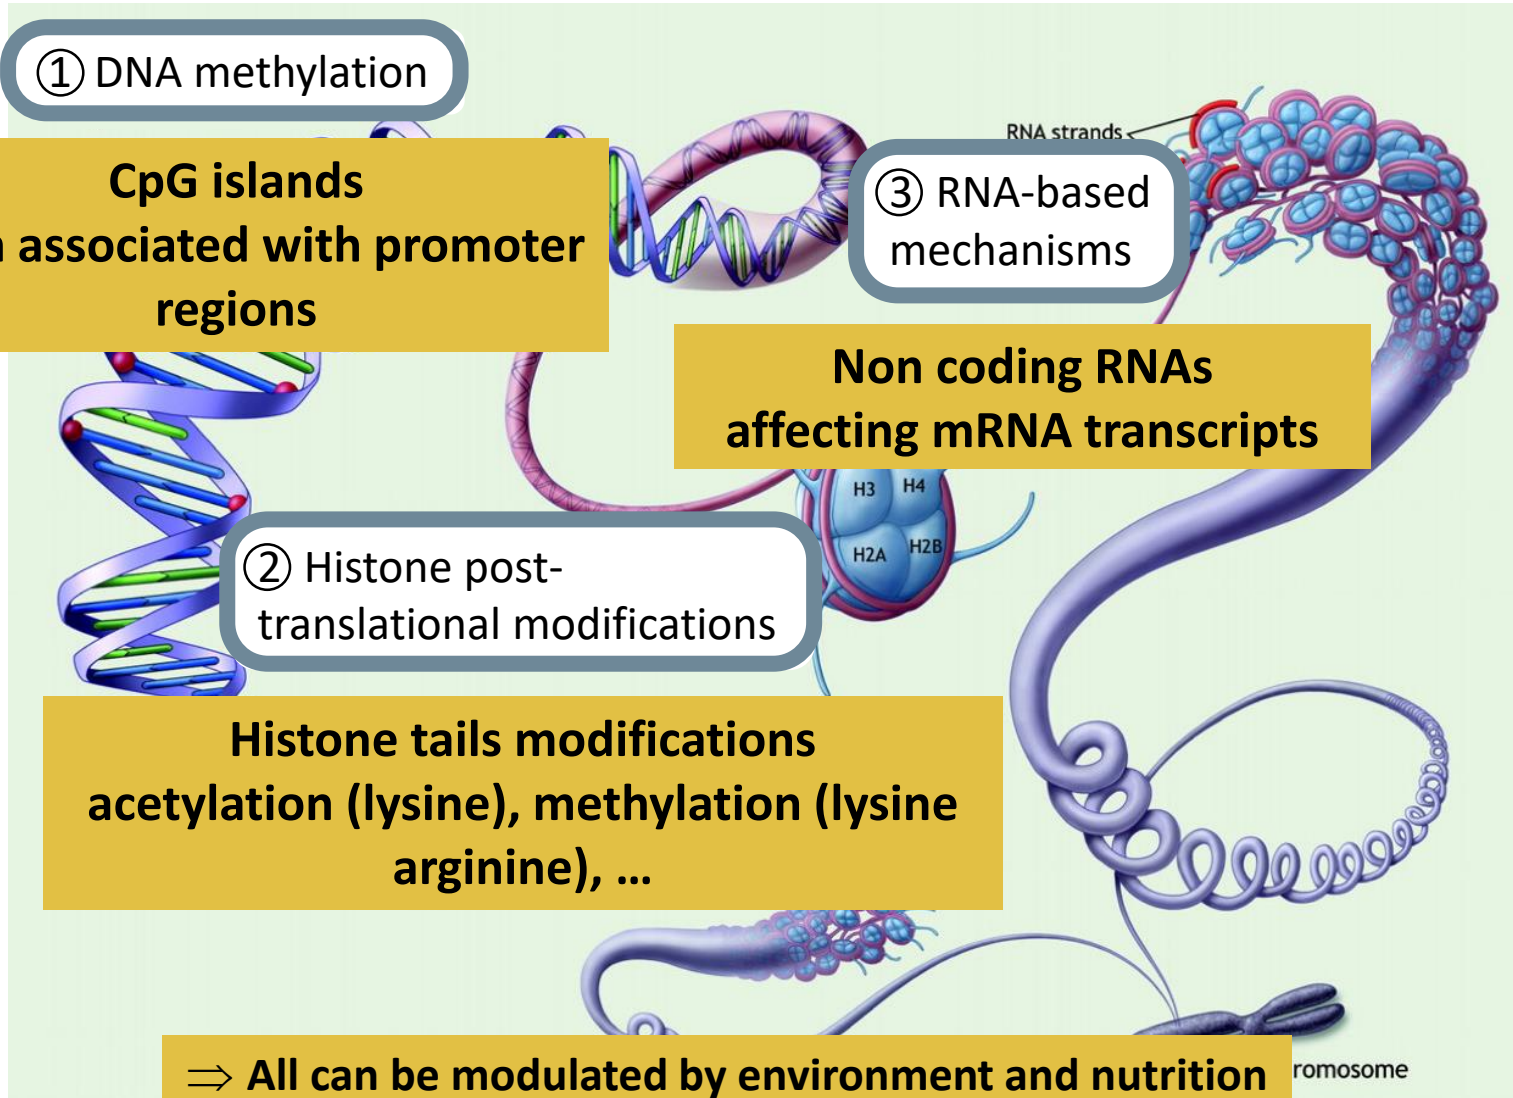 ① DNA methylation
CpG islands
associated with promoter
regions
RNA strands
③ RNA-based
mechanisms
Non coding RNAs
affecting mRNA transcripts
H3 H4
H2A H2B
② Histone post-
translational modifications
Histone tails modifications
acetylation (lysine), methylation (lysine
arginine), ...
⇒ All can be modulated by environment and nutrition
romosome